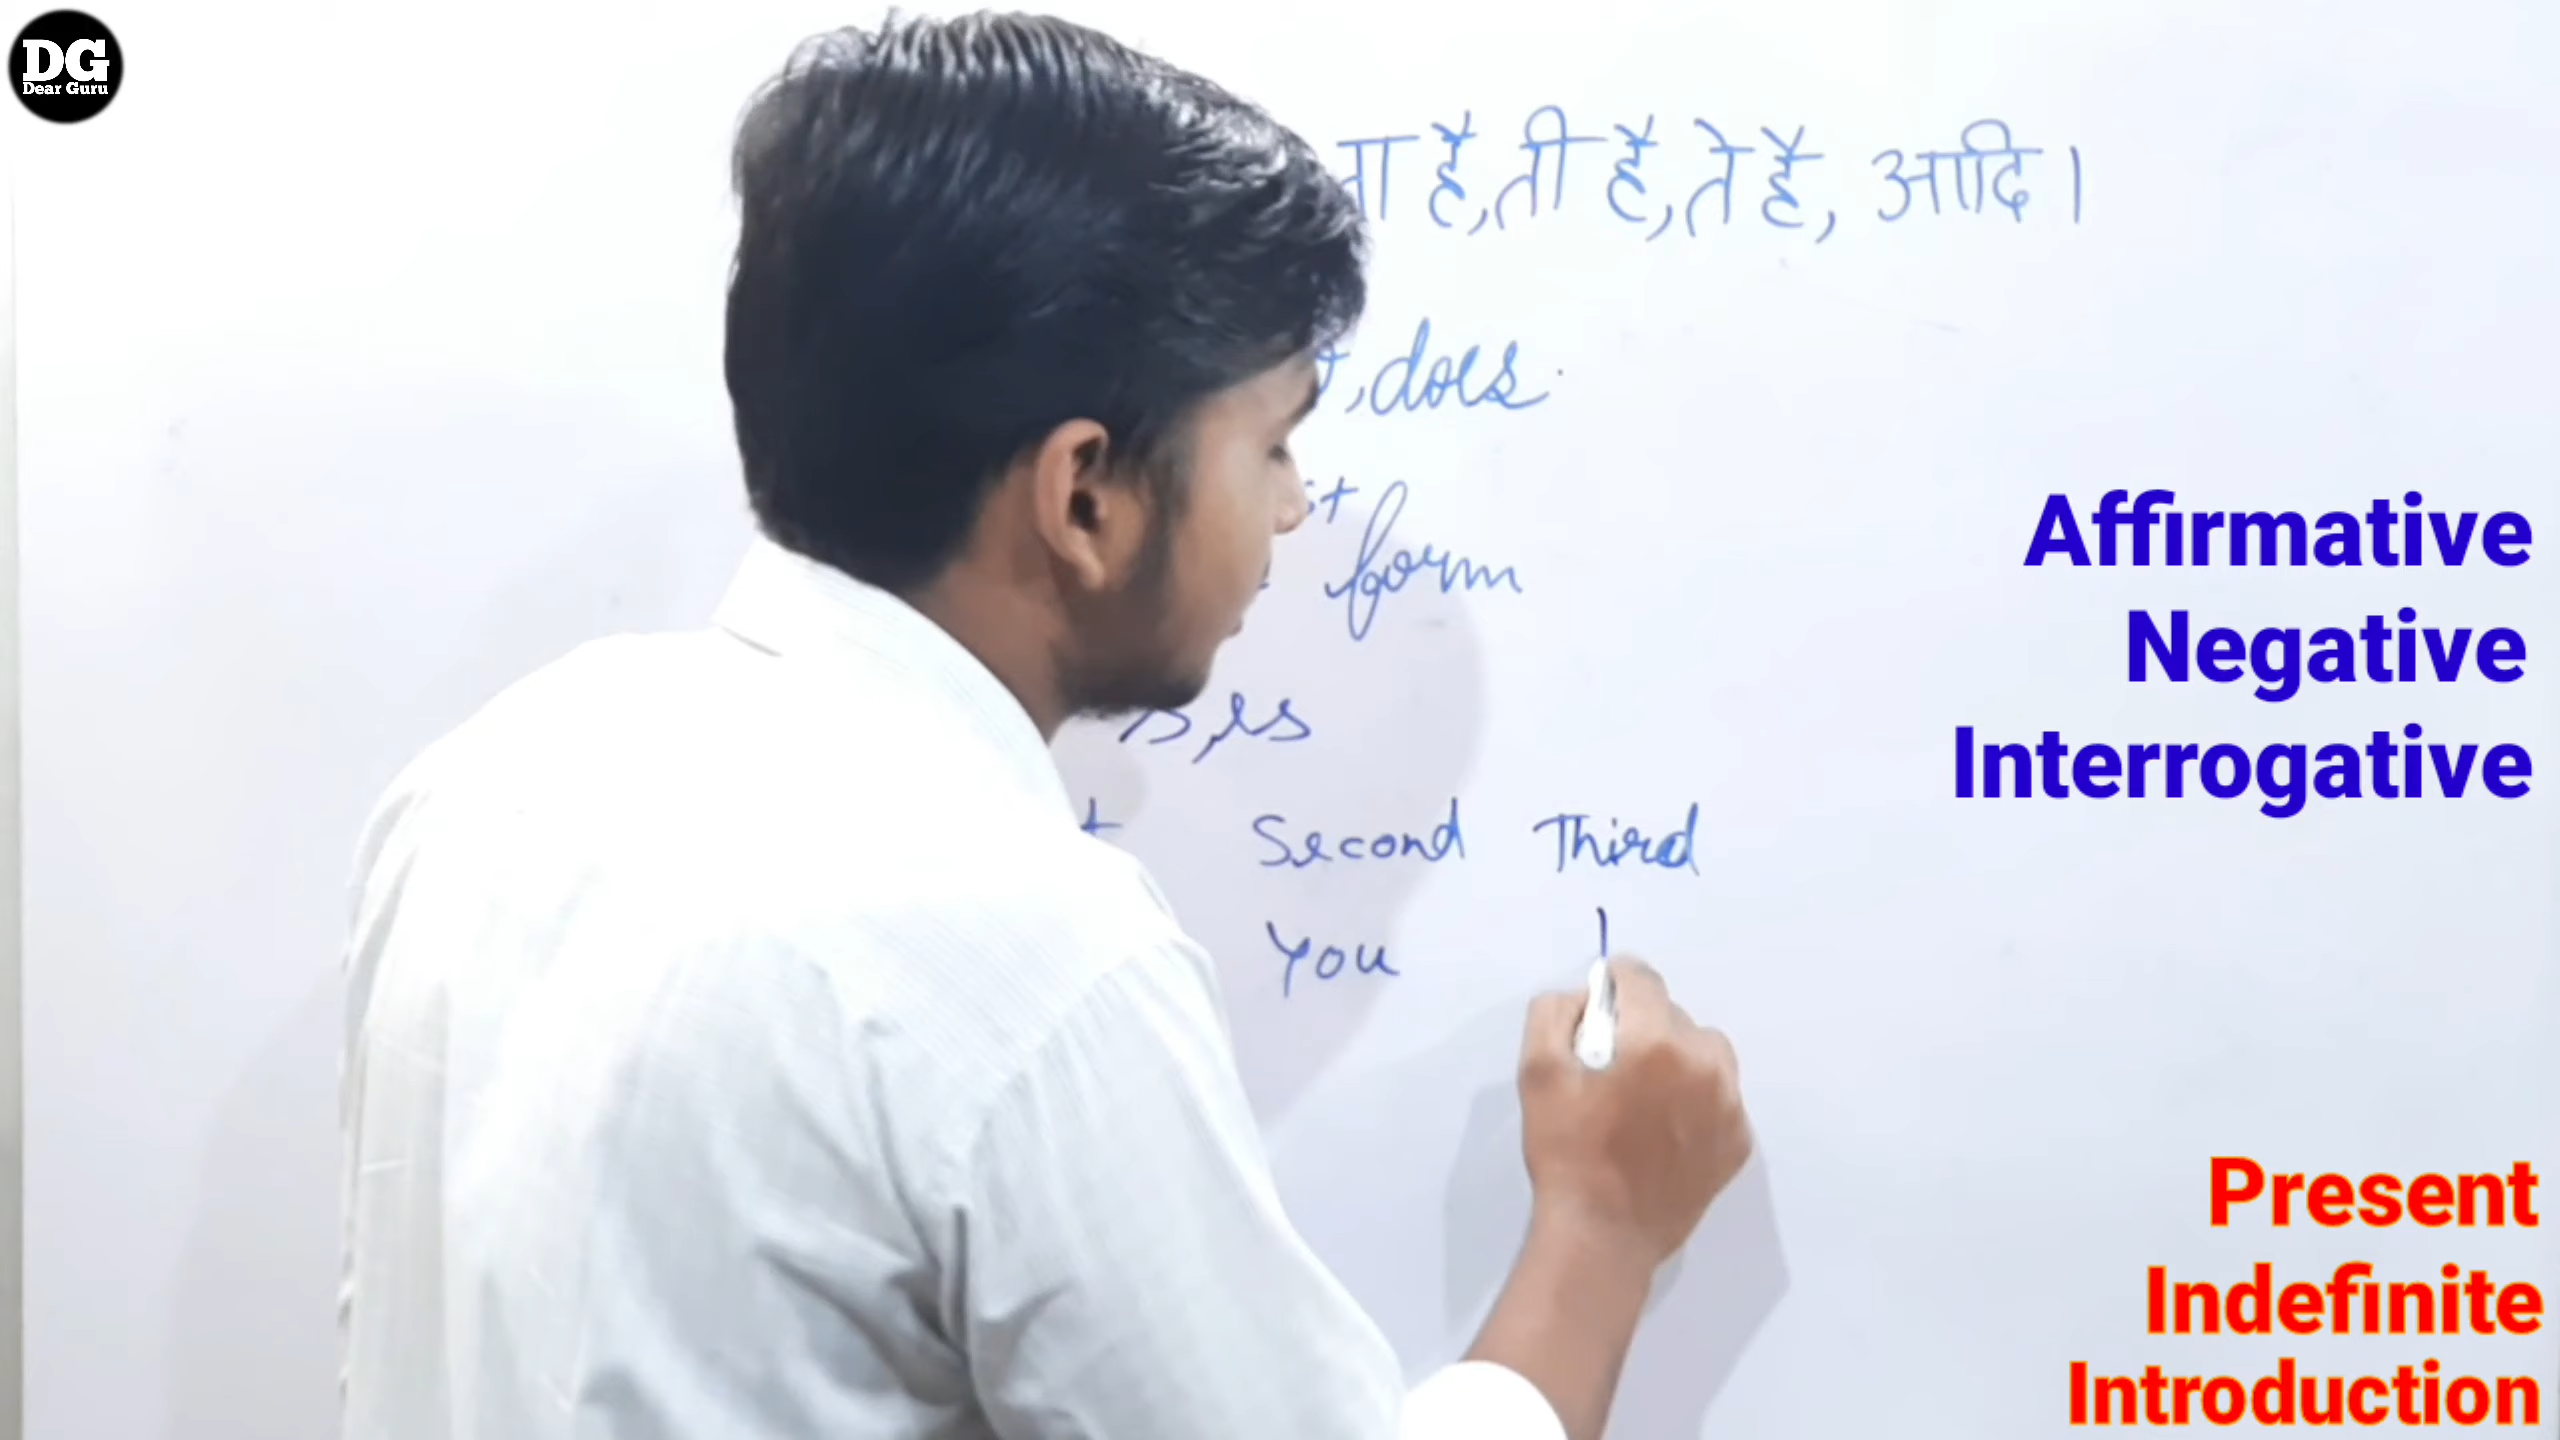 DG
Dear Guru
ता है, ती है, ते है, आदि।
, does.
st form
s, es
Second Third
You
Affirmative
Negative
Interrogative
Present
Indefinite
Introduction